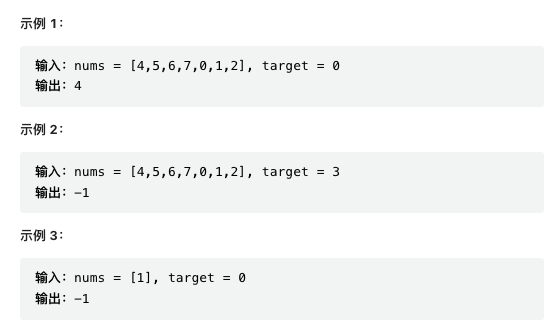 示例 1：
输入：nums = [4,5,6,7,0,1,2], target = 0
输出：4
示例 2：
输入：nums = [4,5,6,7,0,1,2], target = 3
输出：-1
示例 3：
输入：nums = [1], target = 0
输出：-1